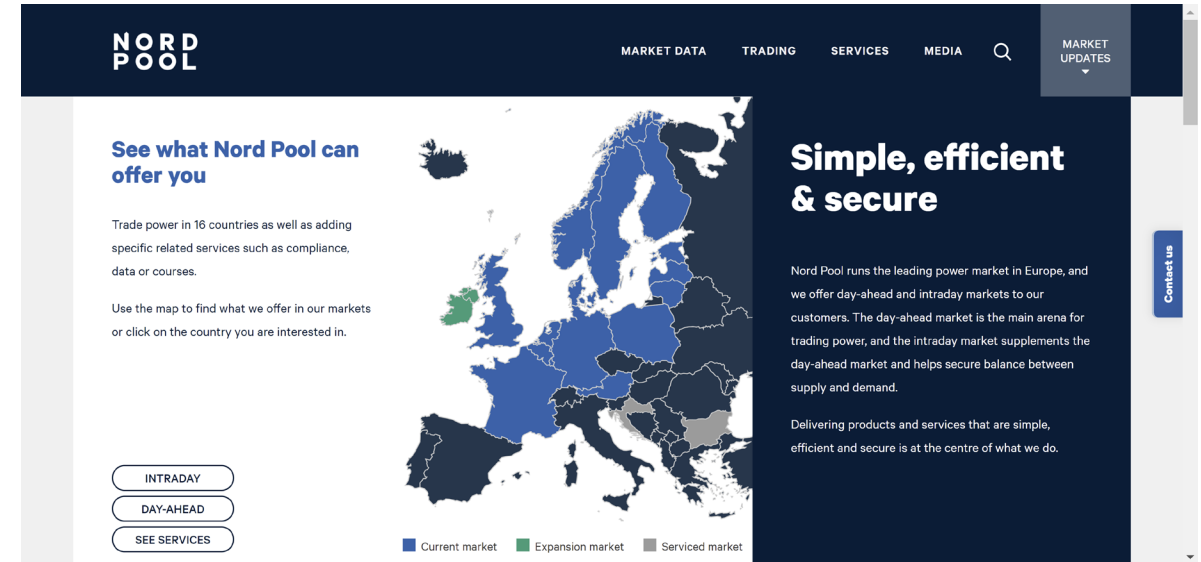 NORD
POOL
MARKET DATA
TRADING
SERVICES
MEDIA
MARKET
UPDATES
See what Nord Pool can
offer you
Trade power in 16 countries as well as adding
specific related services such as compliance,
data or courses.
Use the map to find what we offer in our markets
or click on the country you are interested in.
INTRADAY
DAY-AHEAD
SEE SERVICES
Current market
Expansion market
Serviced market
Simple, efficient
& secure
Nord Pool runs the leading power market in Europe, and
we offer day-ahead and intraday markets to our
customers. The day-ahead market is the main arena for
trading power, and the intraday market supplements the
day-ahead market and helps secure balance between
supply and demand.
Delivering products and services that are simple,
efficient and secure is at the centre of what we do.
Contact us